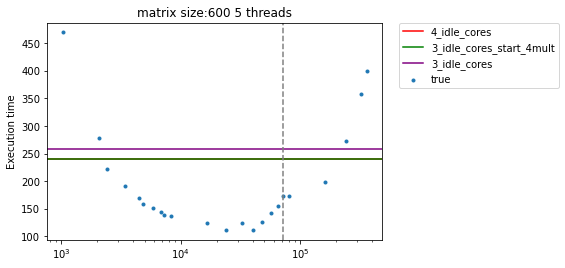 matrix size:600 5 threads
Execution time
450
400
350
300
250
200
150
100
10³
10⁴
10⁵
4_idle_cores
3_idle_cores_start_4mult
3_idle_cores
true